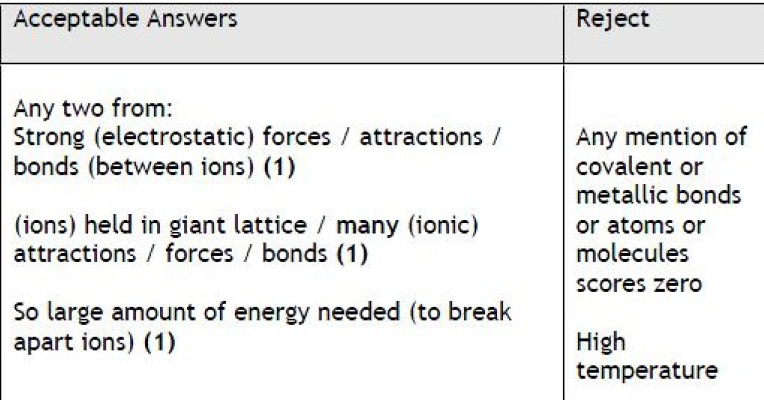 Acceptable Answers
Reject
Any two from:
Strong (electrostatic) forces / attractions /
bonds (between ions) (1)
(ions) held in giant lattice / many (ionic)
attractions / forces / bonds (1)
So large amount of energy needed (to break
apart ions) (1)
Any mention of
covalent or
metallic bonds
or atoms or
molecules
scores zero
High
temperature